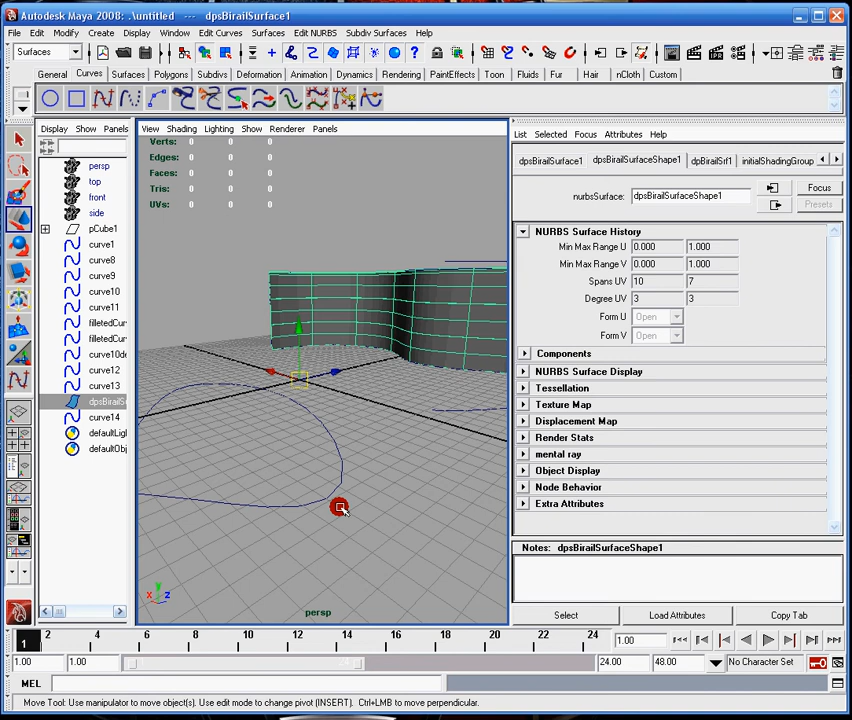 Autodesk Maya 2008: .\untitled --- dpsBirailSurface1
File Edit Modify Create Display Window Edit Curves Surfaces Edit NURBS Subdiv Surfaces Help
Surfaces
General Curves Surfaces Polygons Subdivs Deformation Animation Dynamics Rendering PaintEffects Toon Fluids Fur Hair nCloth Custom
Display Show Panels
View Shading Lighting Show Renderer Panels
List Selected Focus Attributes Help
Verts: 0 0 0
Edges: 0 0 0
Faces: 0 0 0
Tris: 0 0 0
UVs: 0 0 0
persp
top
front
side
pCube1
curve1
curve8
curve9
curve10
curve11
filletedCur
filletedCur
curve10de
curve12
curve13
dpsBirailS
curve14
defaultLig
defaultObj
y
x z
persp
dpsBirailSurface1 dpsBirailSurfaceShape1 dpBirailSrf1 initialShadingGroup
nurbsSurface: dpsBirailSurfaceShape1
Focus
Presets
NURBS Surface History
Min Max Range U 0.000 1.000
Min Max Range V 0.000 1.000
Spans UV 10 7
Degree UV 3 3
Form U Open
Form V Open
Components
NURBS Surface Display
Tessellation
Texture Map
Displacement Map
Render Stats
mental ray
Object Display
Node Behavior
Extra Attributes
Notes: dpsBirailSurfaceShape1
Select Load Attributes Copy Tab
1 2 4 6 8 10 12 14 16 18 20 22 24 1.00
1.00 1.00 24 24.00 48.00 No Character Set
MEL
Move Tool: Use manipulator to move object(s). Use edit mode to change pivot (INSERT). Ctrl+LMB to move perpendicular.